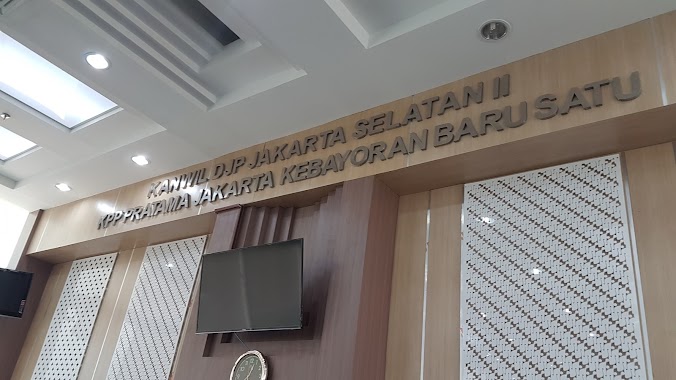 KANWIL DJP JAKARTA SELATAN II
KPP PRATAMA JAKARTA KEBAYORAN BARU SATU